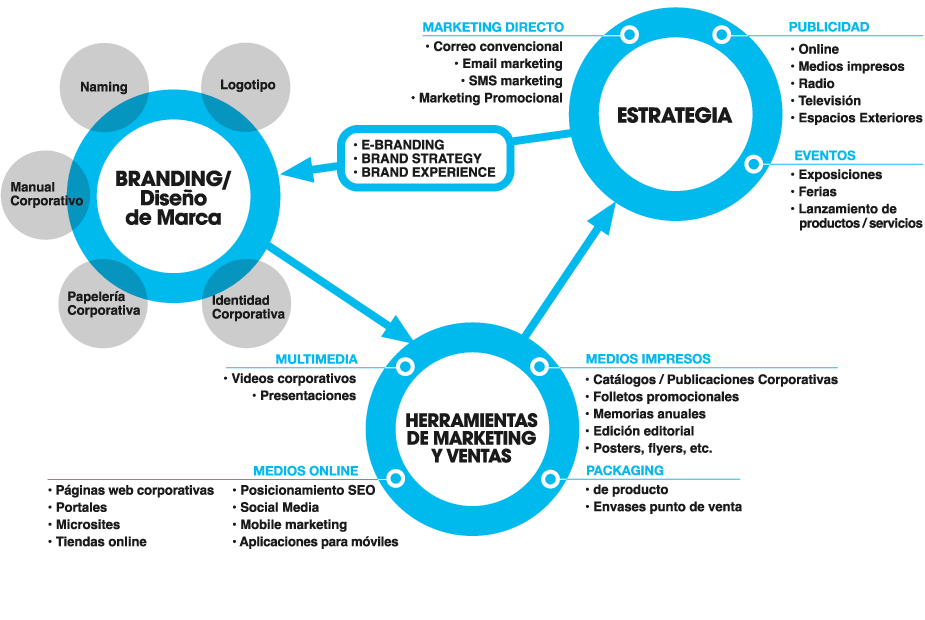 Naming
Logotipo
Manual
Corporativo
BRANDING/
Diseño
de Marca
Papelería
Corporativa
Identidad
Corporativa
• E-BRANDING
• BRAND STRATEGY
• BRAND EXPERIENCE
MARKETING DIRECTO
• Correo convencional
• Email marketing
• SMS marketing
• Marketing Promocional
ESTRATEGIA
PUBLICIDAD
• Online
• Medios impresos
• Radio
• Televisión
• Espacios Exteriores
EVENTOS
• Exposiciones
• Ferias
• Lanzamiento de
productos / servicios
MULTIMEDIA
• Videos corporativos
• Presentaciones
HERRAMIENTAS
DE MARKETING
Y VENTAS
MEDIOS IMPRESOS
• Catálogos / Publicaciones Corporativas
• Folletos promocionales
• Memorias anuales
• Edición editorial
• Posters, flyers, etc.
MEDIOS ONLINE
• Páginas web corporativas
• Portales
• Microsites
• Tiendas online
• Posicionamiento SEO
• Social Media
• Mobile marketing
• Aplicaciones para móviles
PACKAGING
• de producto
• Envases punto de venta